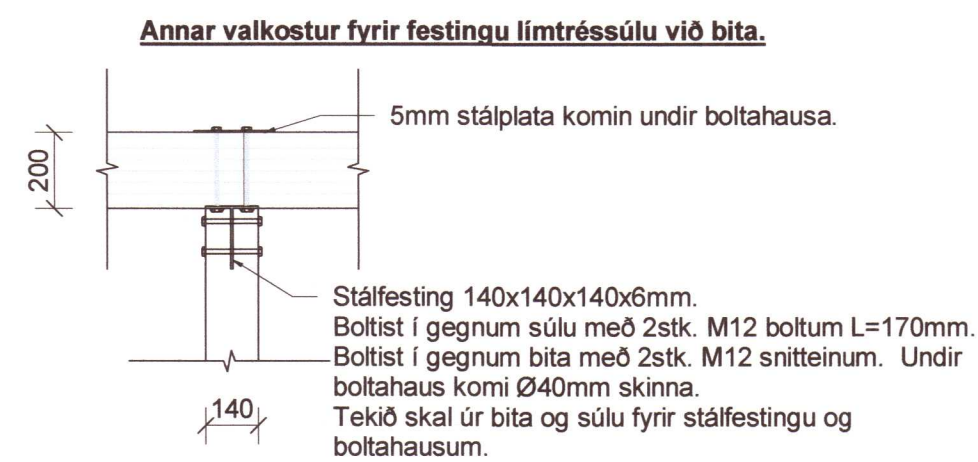 Annar valkostur fyrir festingu límtréssúlu við bita.
5mm stálplata komin undir boltahausa.
200
Stálfesting 140x140x140x6mm.
Boltist í gegnum súlu með 2stk. M12 boltum L=170mm.
Boltist í gegnum bita með 2stk. M12 snitteinum. Undir
boltahaus komi Ø40mm skinna.
140
Tekið skal úr bita og súlu fyrir stálfestingu og
boltahausum.